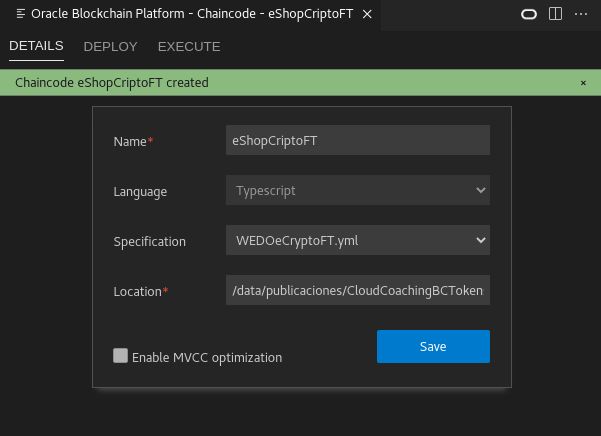 Oracle Blockchain Platform - Chaincode - eShopCriptoFT
DETAILS DEPLOY EXECUTE
Chaincode eShopCriptoFT created
Name* eShopCriptoFT
Language Typescript
Specification WEDOeCryptoFT.yml
Location* /data/publicaciones/CloudCoachingBCToken
Save
Enable MVCC optimization